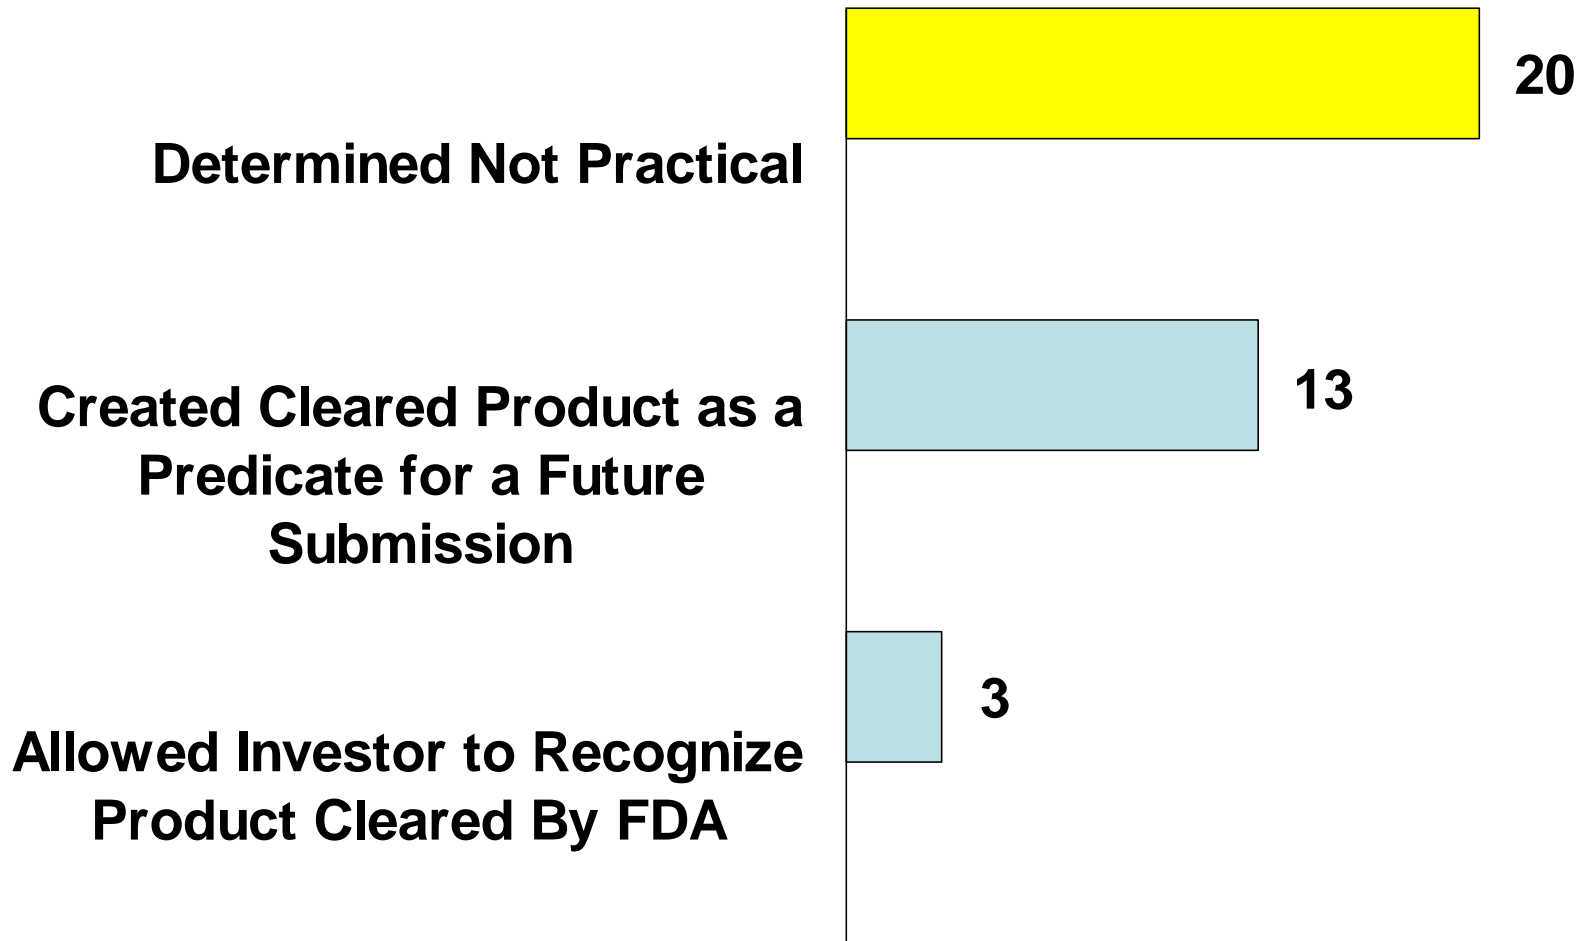 20
Determined Not Practical
13
Created Cleared Product as a
Predicate for a Future
Submission
3
Allowed Investor to Recognize
Product Cleared By FDA